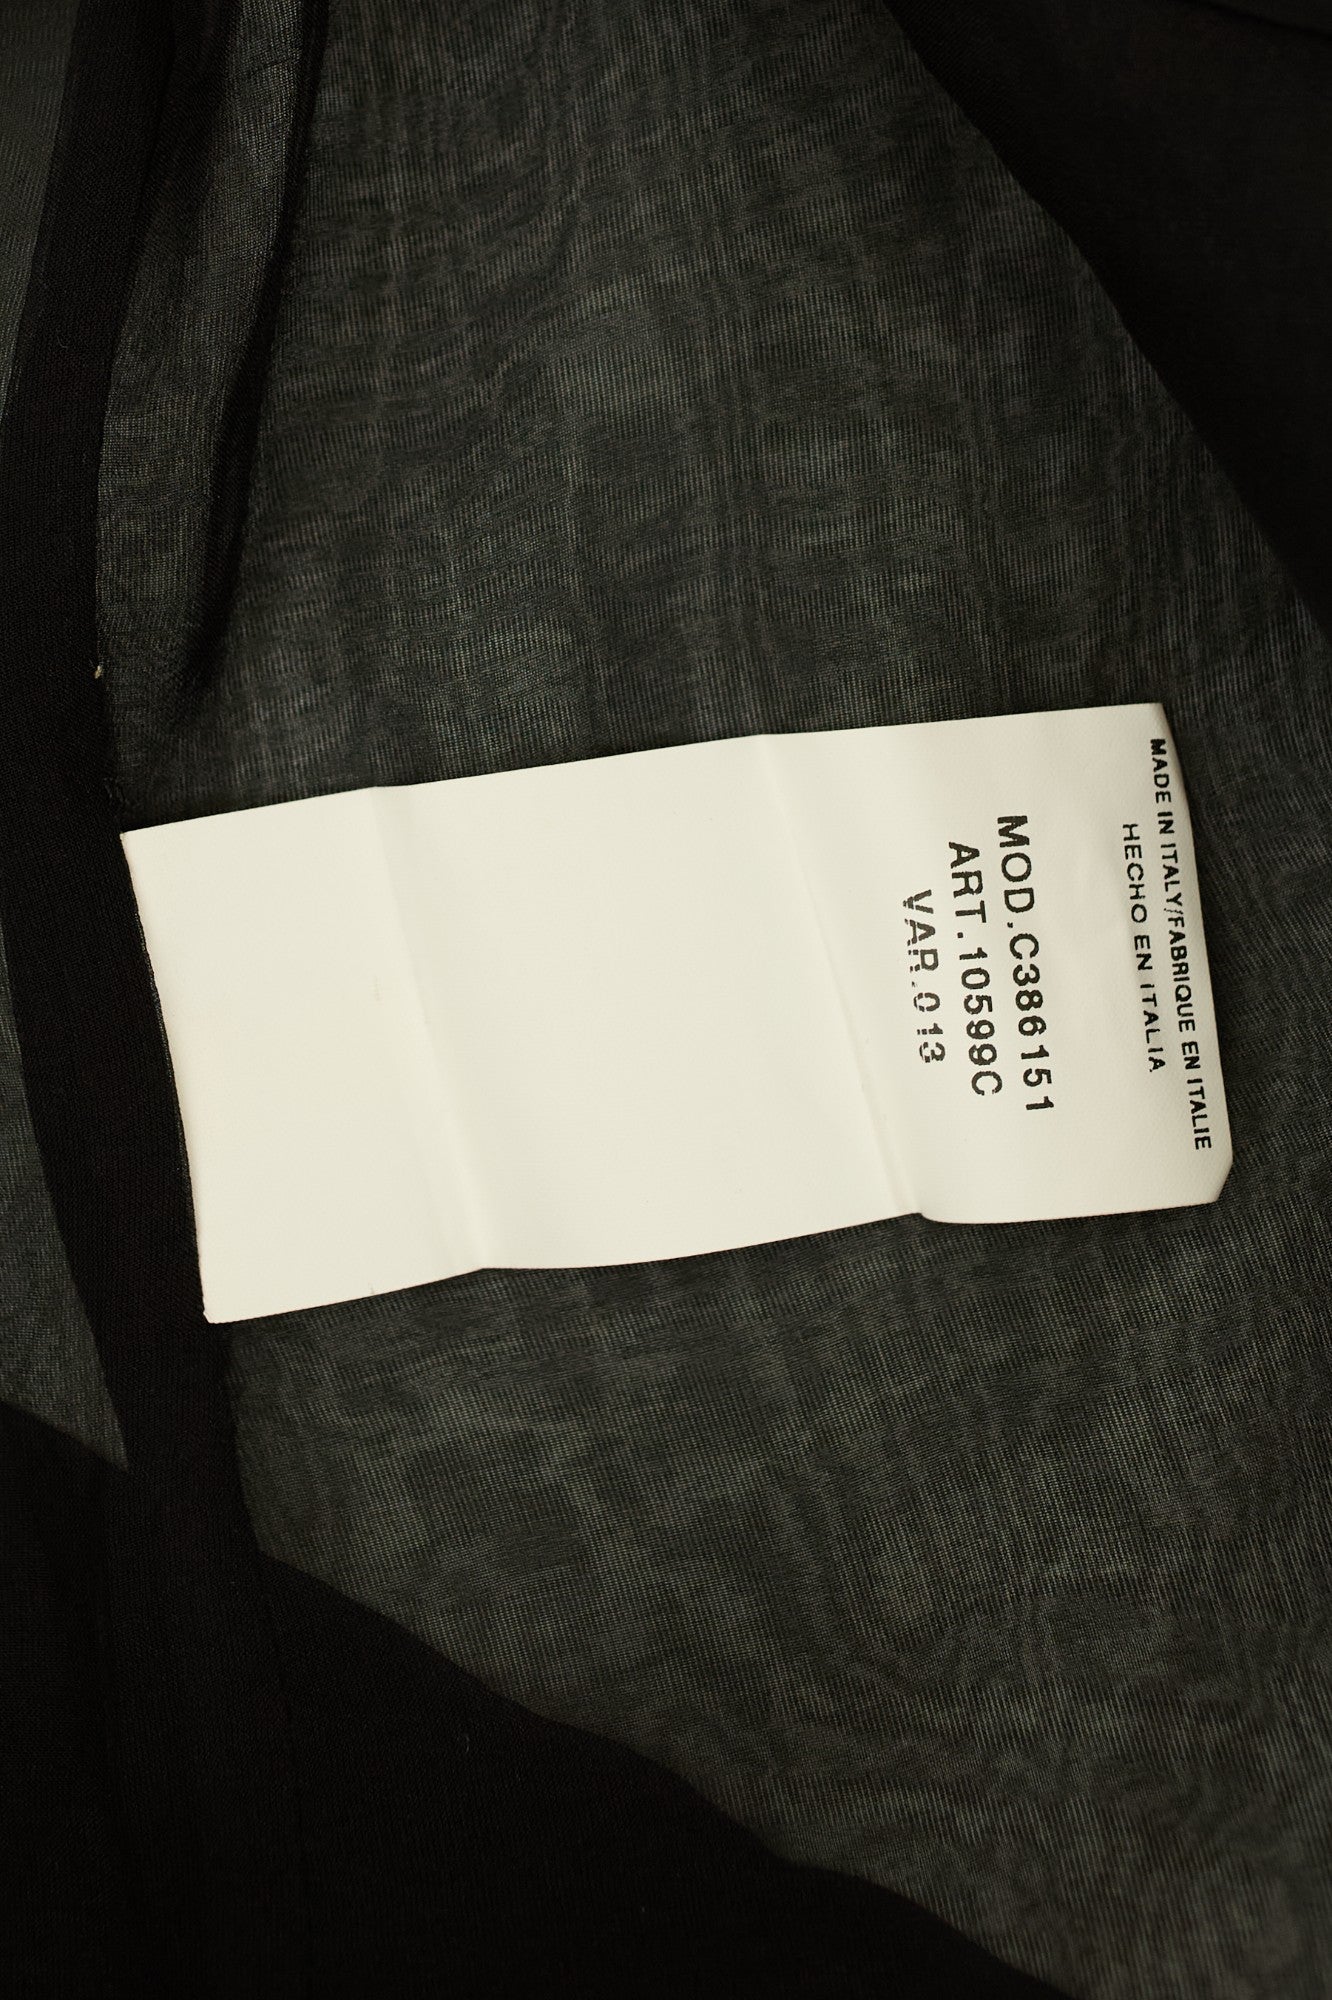 MADE IN ITALY/FABRIQUE EN ITALIE
HECHO EN ITALIA
MOD.C386151
ART.10599C
VAR.013